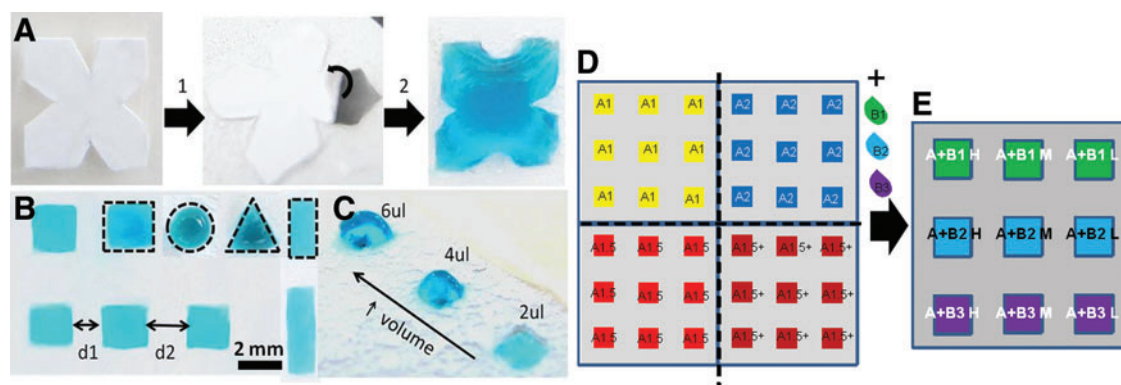 A
1
2
B
d1
d2
2 mm
C
6ul
4ul
2ul
↑ volume
D
A1 A1 A1 A2 A2 A2
A1 A1 A1 A2 A2 A2
A1 A1 A1 A2 A2 A2
A1.5 A1.5 A1.5 A1.5+ A1.5+ A1.5+
A1.5 A1.5 A1.5 A1.5+ A1.5+ A1.5+
A1.5 A1.5 A1.5 A1.5+ A1.5+ A1.5+
+
B1
B2
B3
E
A+B1 H A+B1 M A+B1 L
A+B2 H A+B2 M A+B2 L
A+B3 H A+B3 M A+B3 L